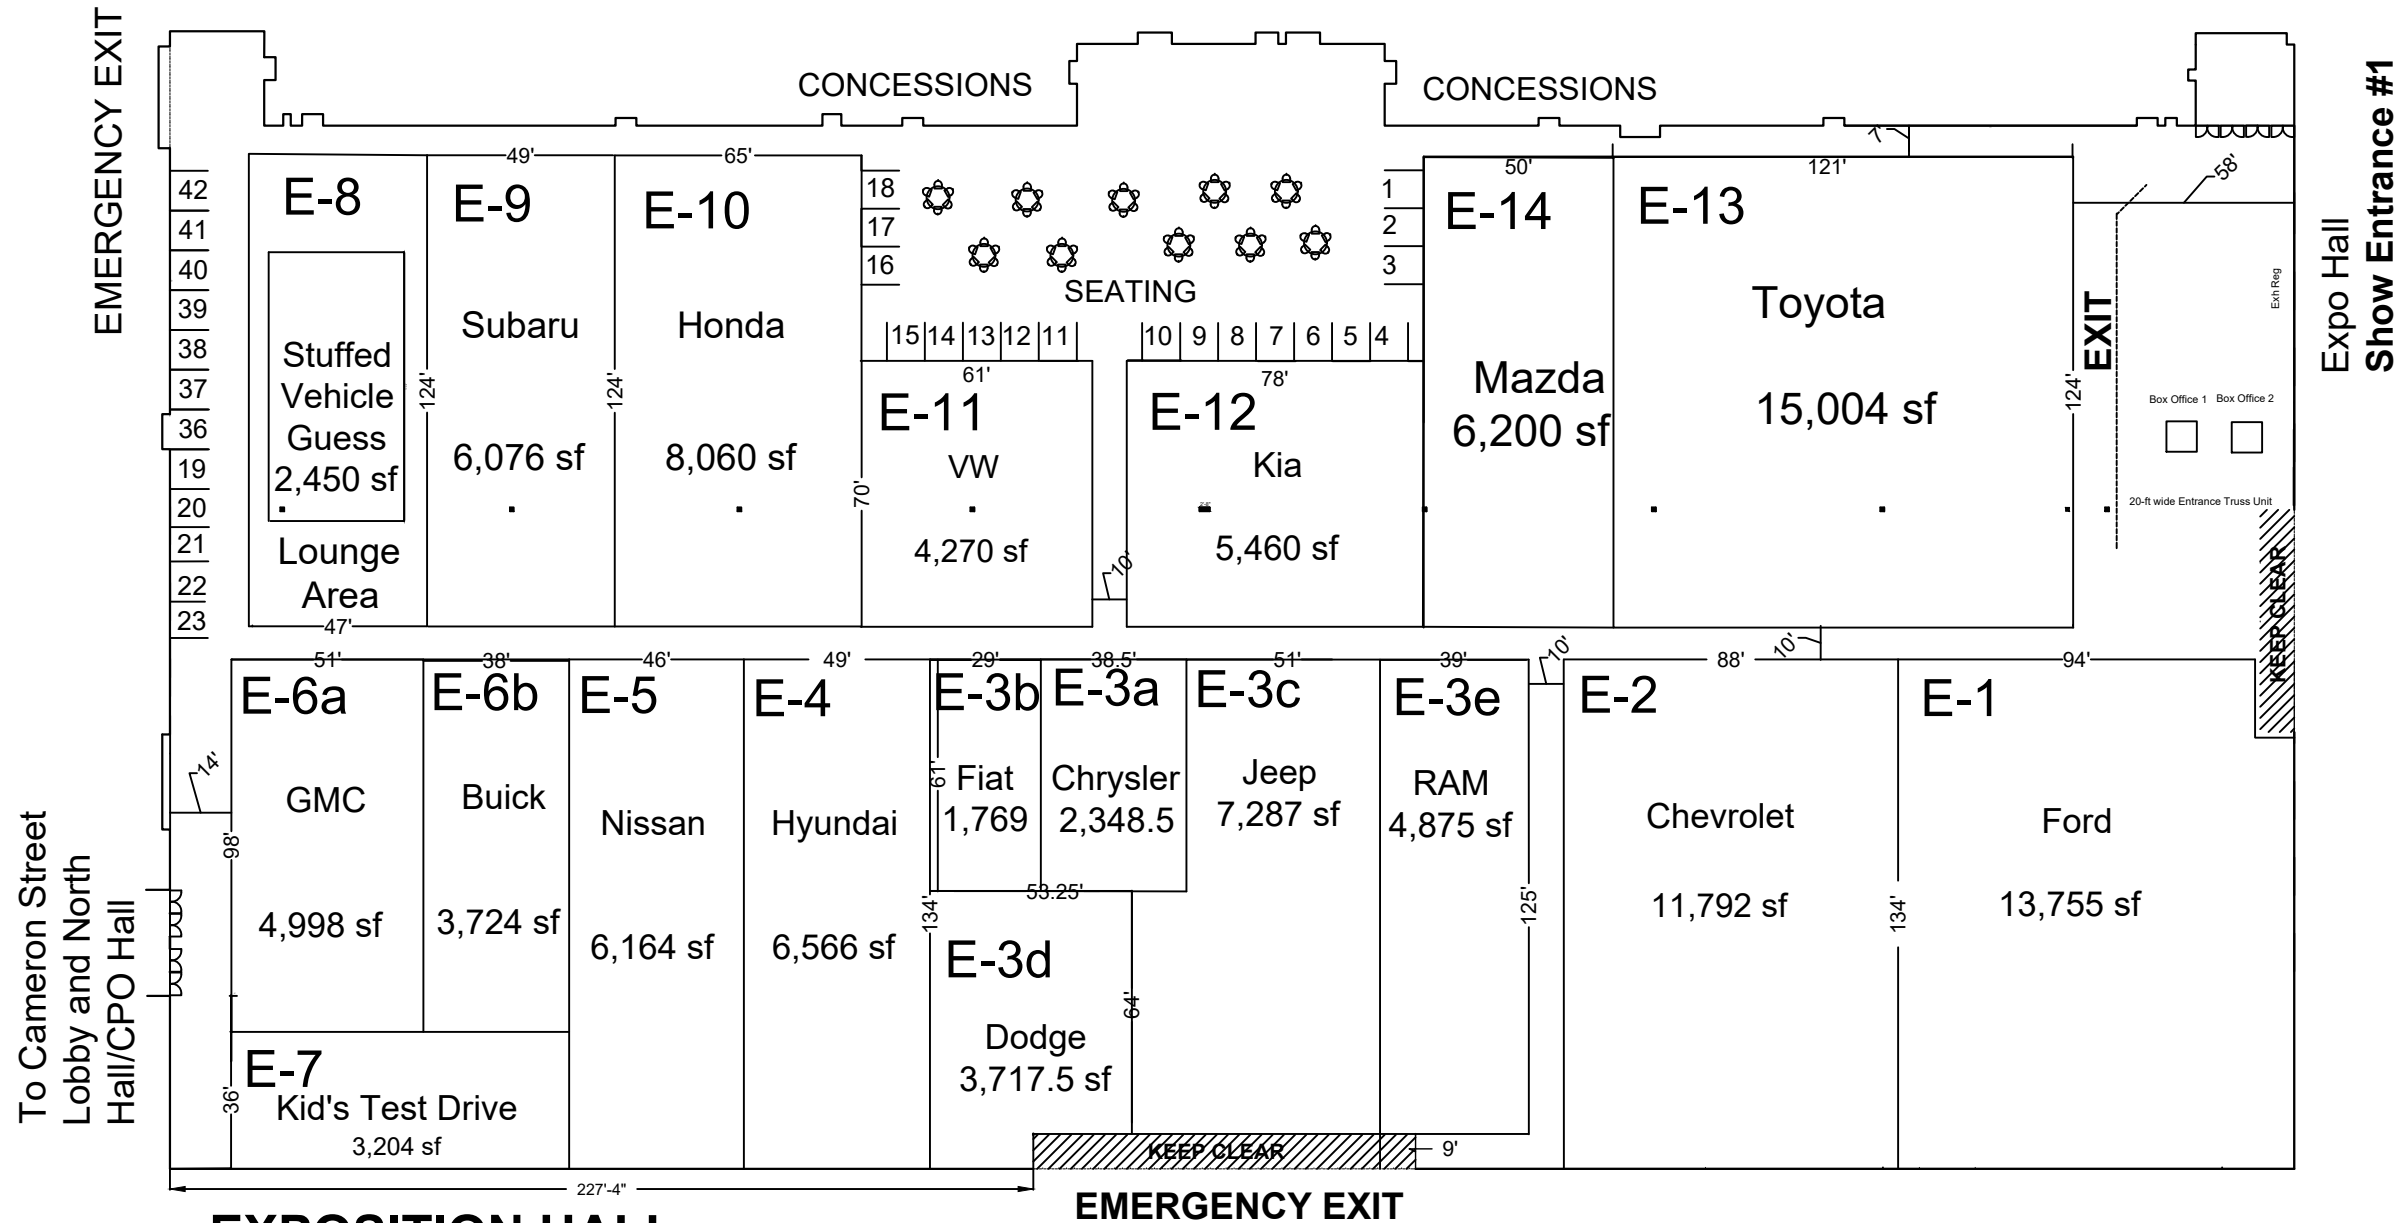 EMERGENCY EXIT
CONCESSIONS
CONCESSIONS
Expo Hall
Show Entrance #1
7'
58'
49'
65'
50'
121'
42
41
40
39
38
37
36
19
20
21
22
23
E-8
Stuffed
Vehicle
Guess
2,450 sf
Lounge
Area
47'
124'
E-9
Subaru
6,076 sf
124'
E-10
Honda
8,060 sf
18
17
16
SEATING
1
2
3
15 14 13 12 11
10 9 8 7 6 5 4
61'
E-11
VW
4,270 sf
70'
10'
78'
E-12
Kia
5,460 sf
E-14
Mazda
6,200 sf
E-13
Toyota
15,004 sf
124'
EXIT
Exh Reg
Box Office 1
Box Office 2
20-ft wide Entrance Truss Unit
KEEP CLEAR
10'
10'
51'
38'
46'
49'
29'
38.5'
51'
39'
88'
94'
E-6a
GMC
4,998 sf
98'
14'
E-6b
Buick
3,724 sf
E-5
Nissan
6,164 sf
E-4
Hyundai
6,566 sf
E-3b
Fiat
1,769
61'
E-3a
Chrysler
2,348.5
53.25'
E-3c
Jeep
7,287 sf
E-3e
RAM
4,875 sf
125'
E-2
Chevrolet
11,792 sf
134'
E-1
Ford
13,755 sf
134'
E-3d
Dodge
3,717.5 sf
64'
To Cameron Street
Lobby and North
Hall/CPO Hall
E-7
Kid's Test Drive
3,204 sf
36'
KEEP CLEAR
9'
227'-4"
EMERGENCY EXIT
EXPOSITION HALL